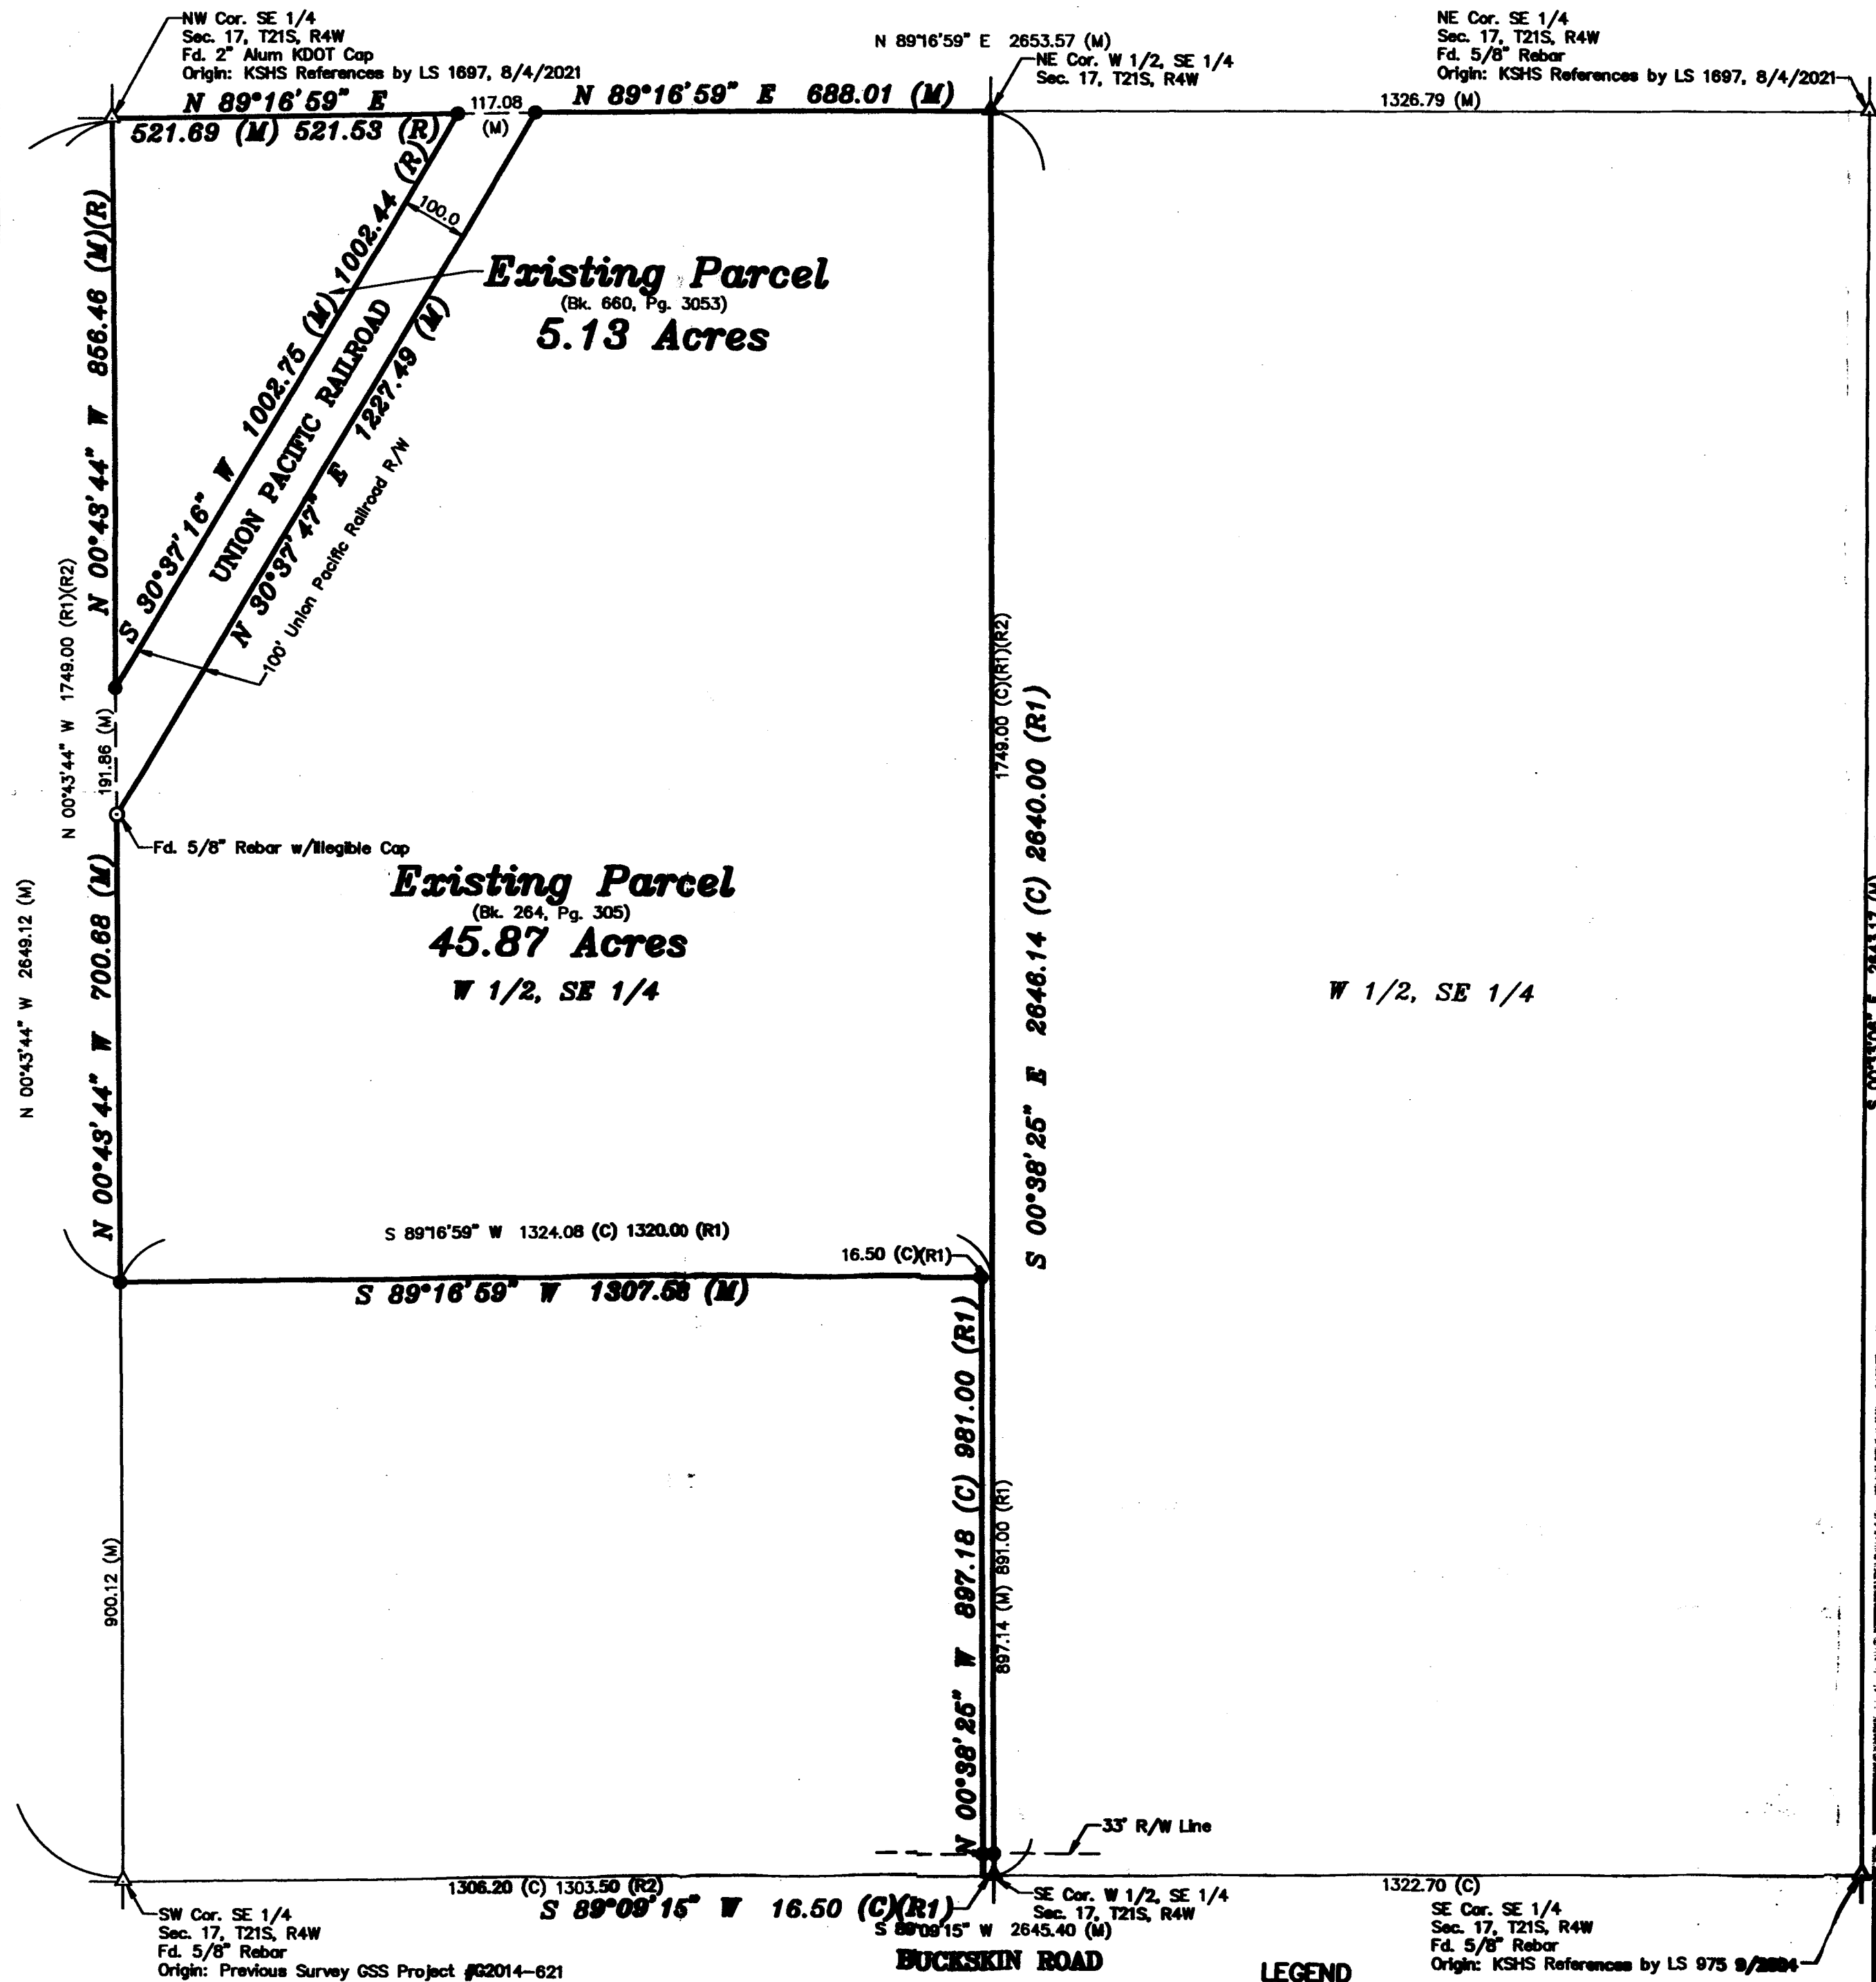 NW Cor. SE 1/4
Sec. 17, T21S, R4W
Fd. 2" Alum KDOT Cap
Origin: KSHS References by LS 1697, 8/4/2021
N 89°16'59" E 2653.57 (M)
NE Cor. W 1/2, SE 1/4
Sec. 17, T21S, R4W
NE Cor. SE 1/4
Sec. 17, T21S, R4W
Fd. 5/8" Rebar
Origin: KSHS References by LS 1697, 8/4/2021
N 89°16'59" E
521.69 (M) 521.53 (R)
117.08
(M)
N 89°16'59" E 688.01 (M)
1326.79 (M)
N 00°43'44" W 856.46 (M)(R)
S 30°37'16" W 1002.75 (M) 1002.44 (R)
100.0
UNION PACIFIC RAILROAD
N 30°37'47" E 1227.49 (M)
100' Union Pacific Railroad R/W
Existing Parcel
(Bk. 660, Pg. 3053)
5.13 Acres
N 00°43'44" W 1749.00 (R1)(R2)
191.86 (M)
1749.00 (C)(R1)(R2)
Fd. 5/8" Rebar w/Illegible Cap
N 00°43'44" W 2649.12 (M)
N 00°43'44" W 700.68 (M)
Existing Parcel
(Bk. 264, Pg. 305)
45.87 Acres
W 1/2, SE 1/4
S 00°38'25" E 2646.14 (C) 2640.00 (R1)
W 1/2, SE 1/4
S 89°16'59" W 1324.08 (C) 1320.00 (R1)
16.50 (C)(R1)
S 89°16'59" W 1307.58 (M)
N 00°38'25" W 897.18 (C) 981.00 (R1)
897.14 (M) 891.00 (R1)
900.12 (M)
33' R/W Line
1306.20 (C) 1303.50 (R2)
S 89°09'15" W 16.50 (C)(R1)
SE Cor. W 1/2, SE 1/4
Sec. 17, T21S, R4W
S 89°09'15" W 2645.40 (M)
1322.70 (C)
SW Cor. SE 1/4
Sec. 17, T21S, R4W
Fd. 5/8" Rebar
Origin: Previous Survey GSS Project #G2014-621
BUCKSKIN ROAD
LEGEND
SE Cor. SE 1/4
Sec. 17, T21S, R4W
Fd. 5/8" Rebar
Origin: KSHS References by LS 975